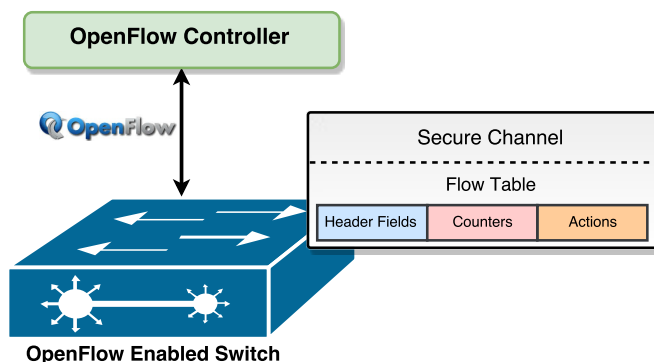 OpenFlow Controller
OpenFlow
Secure Channel
Flow Table
Header Fields
Counters
Actions
OpenFlow Enabled Switch